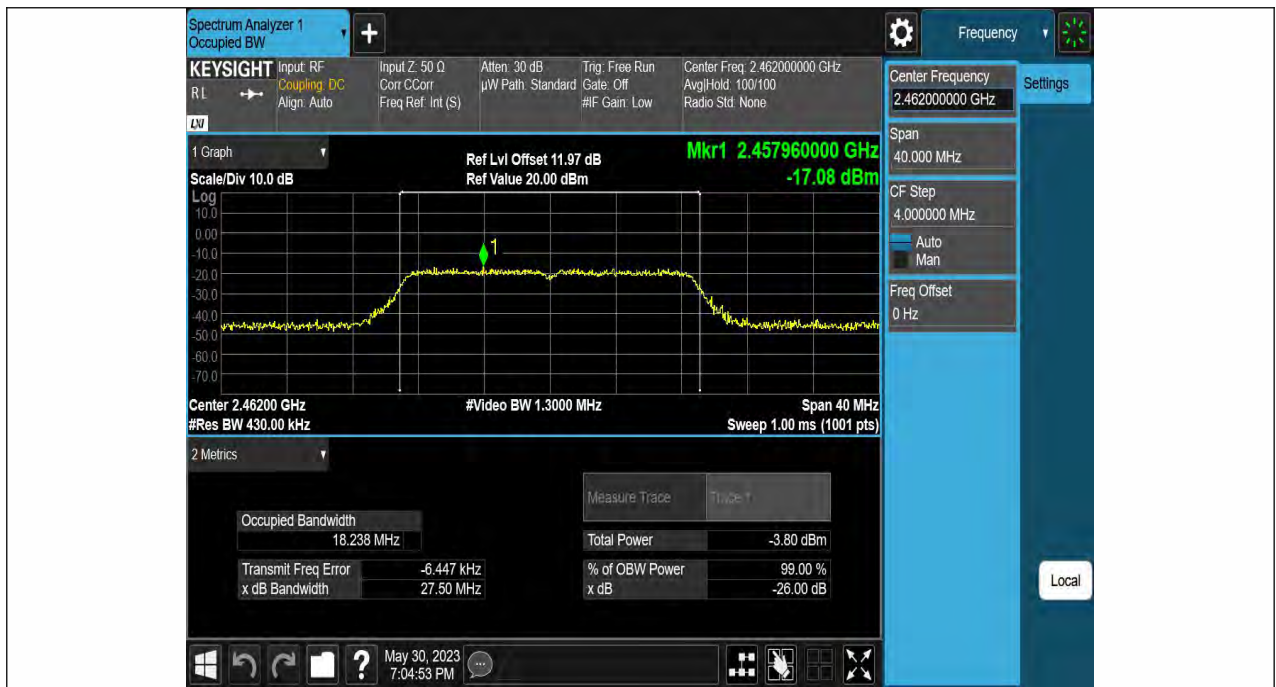 Spectrum Analyzer 1
Occupied BW
+
Frequency
KEYSIGHT
RL
LXI
Input: RF
Coupling: DC
Align: Auto
Input Z: 50 Ω
Corr CCorr
Freq Ref: Int (S)
Atten: 30 dB
µW Path: Standard
Trig: Free Run
Gate: Off
#IF Gain: Low
Center Freq: 2.462000000 GHz
Avg|Hold: 100/100
Radio Std: None
Center Frequency
2.462000000 GHz
Settings
Span
40.000 MHz
CF Step
4.000000 MHz
Auto
Man
Freq Offset
0 Hz
Local
1 Graph
Scale/Div 10.0 dB
Ref Lvl Offset 11.97 dB
Ref Value 20.00 dBm
Mkr1 2.457960000 GHz
-17.08 dBm
Log
10.0
0.00
-10.0
-20.0
-30.0
-40.0
-50.0
-60.0
-70.0
1
Center 2.46200 GHz
#Res BW 430.00 kHz
#Video BW 1.3000 MHz
Span 40 MHz
Sweep 1.00 ms (1001 pts)
2 Metrics
Measure Trace
Trace 1
Occupied Bandwidth
18.238 MHz
Total Power -3.80 dBm
Transmit Freq Error -6.447 kHz
% of OBW Power 99.00 %
x dB Bandwidth 27.50 MHz
x dB -26.00 dB
?
May 30, 2023
7:04:53 PM